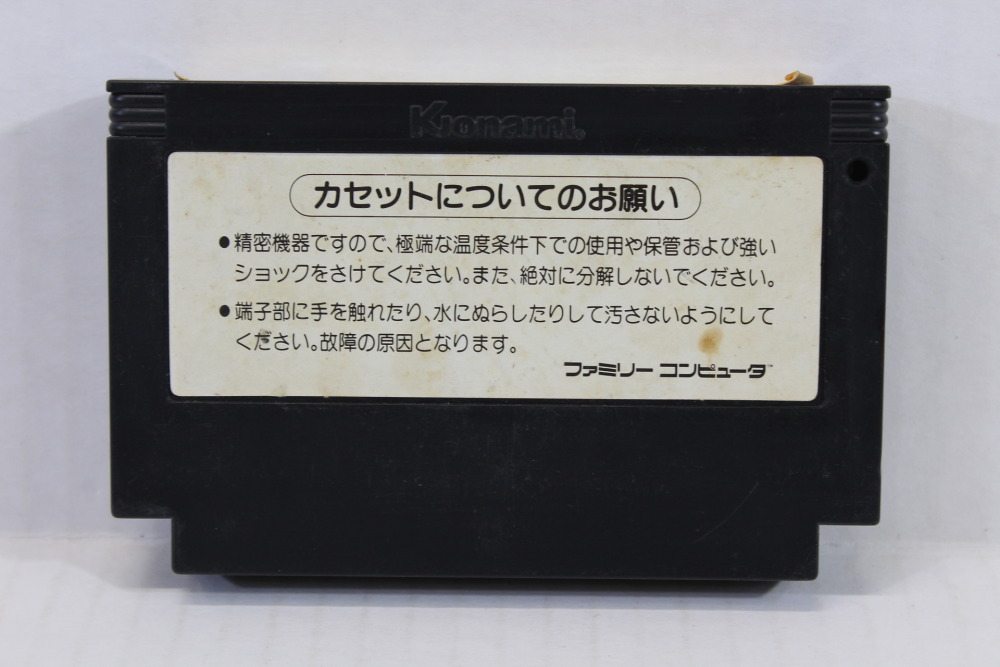 Konami
カセットについてのお願い
●精密機器ですので、極端な温度条件下での使用や保管および強い
ショックをさけてください。また、絶対に分解しないでください。
●端子部に手を触れたり、水にぬらしたりして汚さないようにして
ください。故障の原因となります。
ファミリーコンピュータ™